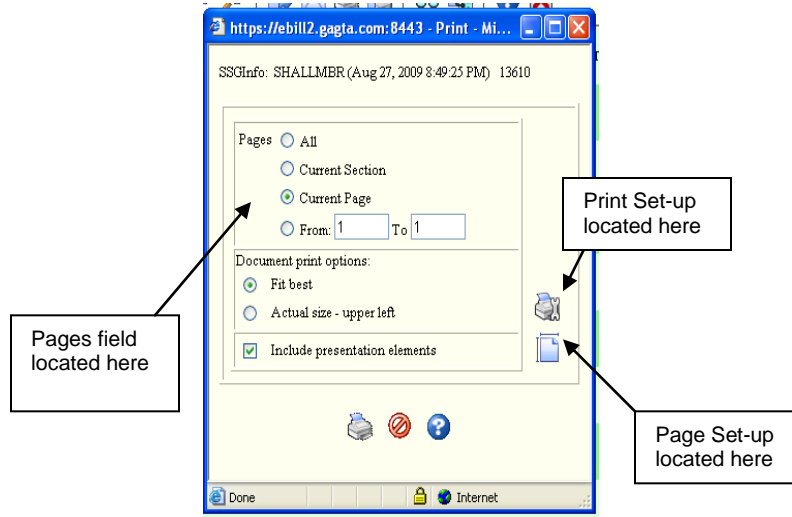 https://ebill2.gagta.com:8443 - Print - Mi...
SSGInfo: SHALLMBR (Aug 27, 2009 8:49:25 PM) 13610
Pages All
Current Section
Current Page
From: 1 To 1
Document print options:
Fit best
Actual size - upper left
Include presentation elements
Done Internet
Pages field
located here
Print Set-up
located here
Page Set-up
located here